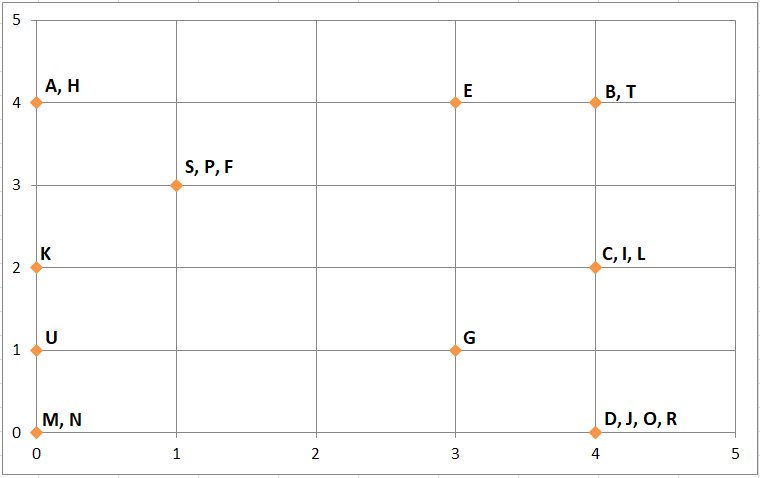 5
A, H
E
B, T
4
S, P, F
3
K
C, I, L
2
U
G
1
M, N
D, J, O, R
0
0 1 2 3 4 5